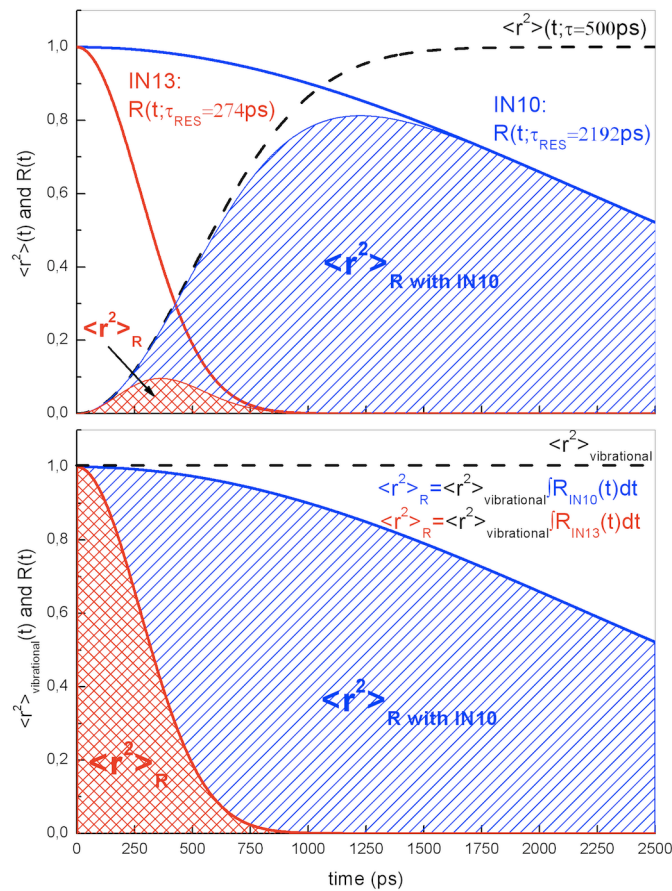 <r²>(t;τ=500ps)
IN13:
R(t;τRES=274ps)
IN10:
R(t;τRES=2192ps)
<r²>R with IN10
<r²>R
<r²>(t) and R(t)
1,0
0,8
0,6
0,4
0,2
0,0
<r²>vibrational
<r²>R=<r²>vibrational∫RIN10(t)dt
<r²>R=<r²>vibrational∫RIN13(t)dt
<r²>R with IN10
<r²>R
<r²>vibrational(t) and R(t)
1,0
0,8
0,6
0,4
0,2
0,0
0 250 500 750 1000 1250 1500 1750 2000 2250 2500
time (ps)